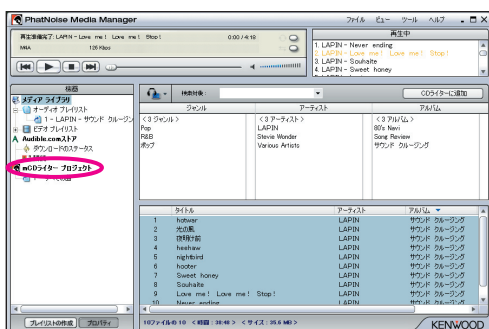 PhatNoise Media Manager
ファイル ビュー ツール ヘルプ
再生準備完了: LAPIN - Love me! Love me! Stop!
0:00 / 4:18
M4A 126 Kbps
再生中
1. LAPIN - Never ending
2. LAPIN - Love me! Love me! Stop!
3. LAPIN - Souhaite
4. LAPIN - Sweet honey
機器
検索対象:
CDライターに追加
メディア ライブラリ
オーディオ プレイリスト
1 - LAPIN - サウンド クルージン
ビデオ プレイリスト
Audible.comストア
ダウンロードのステータス
mCDライター プロジェクト
ジャンル アーティスト アルバム
<3 ジャンル> <3 アーティスト> <3 アルバム>
Pop LAPIN 80's Navi
R&B Stevie Wonder Song Review
ポップ Various Artists サウンド クルージング
タイトル アーティスト アルバム
1 hotwar LAPIN サウンド クルージング
2 光の風 LAPIN サウンド クルージング
3 夜明け前 LAPIN サウンド クルージング
4 heehaw LAPIN サウンド クルージング
5 nightbird LAPIN サウンド クルージング
6 hooter LAPIN サウンド クルージング
7 Sweet honey LAPIN サウンド クルージング
8 Souhaite LAPIN サウンド クルージング
9 Love me! Love me! Stop! LAPIN サウンド クルージング
10 Never ending LAPIN サウンド クルージング
プレイリストの作成 プロパティ
10ファイルの 10 <時間: 38:48> <サイズ: 35.5 MB>
KENWOOD